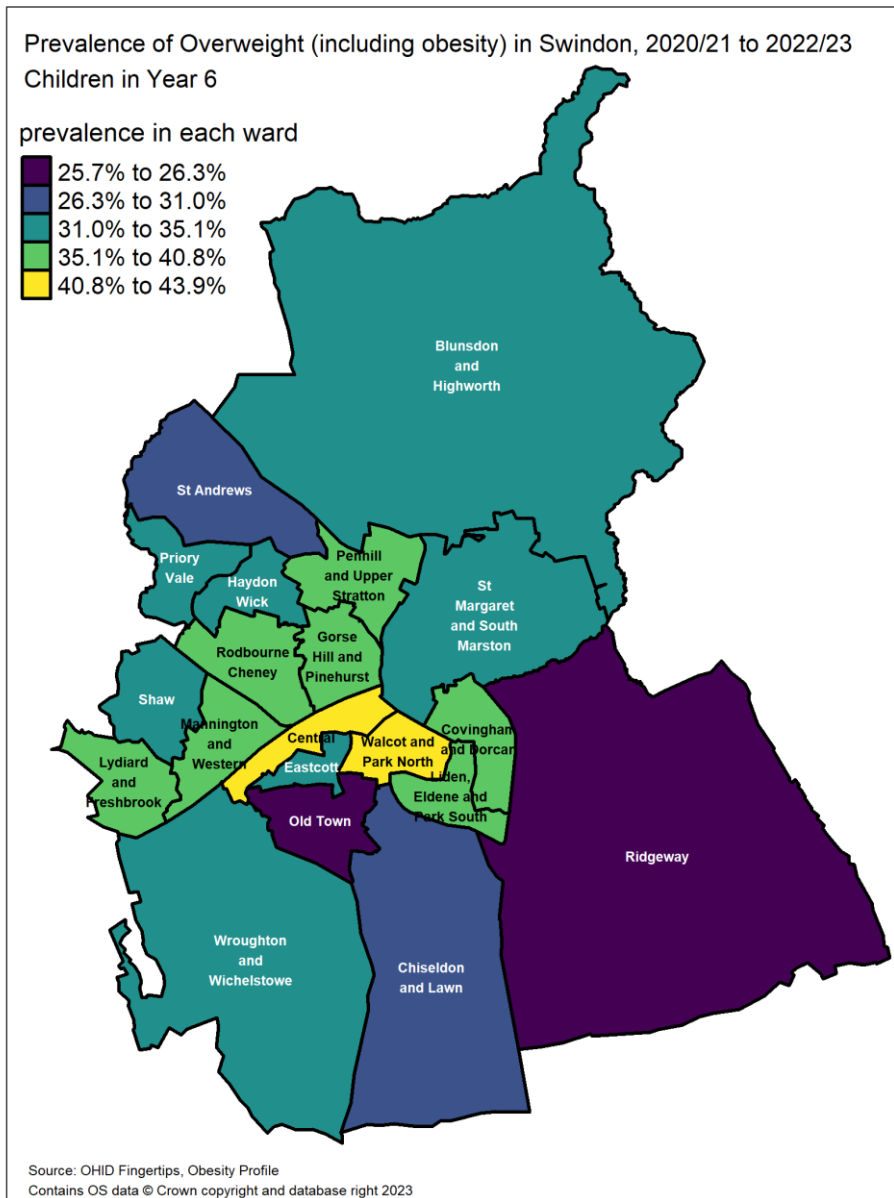 Prevalence of Overweight (including obesity) in Swindon, 2020/21 to 2022/23
Children in Year 6
prevalence in each ward
25.7% to 26.3%
26.3% to 31.0%
31.0% to 35.1%
35.1% to 40.8%
40.8% to 43.9%
Blunsdon
and
Highworth
St Andrews
Priory
Vale
Haydon
Wick
Penhill
and Upper
Stratton
St
Margaret
and South
Marston
Rodbourne
Cheney
Gorse
Hill and
Pinehurst
Shaw
Mannington
and
Western
Central
Walcot and
Park North
Covingham
and Dorcan
Lydiard
and
Freshbrook
Eastcott
Liden,
Eldene and
Park South
Old Town
Ridgeway
Wroughton
and
Wichelstowe
Chiseldon
and Lawn
Source: OHID Fingertips, Obesity Profile
Contains OS data © Crown copyright and database right 2023